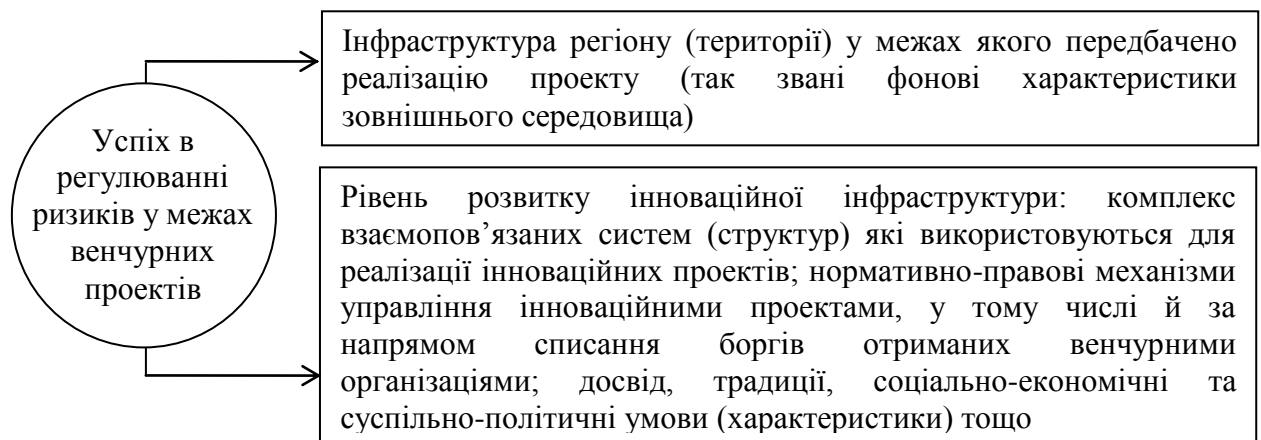 Інфраструктура регіону (території) у межах якого передбачено
реалізацію проекту (так звані фонові характеристики
зовнішнього середовища)
Успіх в
регулюванні
ризиків у межах
венчурних
проектів
Рівень розвитку інноваційної інфраструктури: комплекс
взаємопов’язаних систем (структур) які використовуються для
реалізації інноваційних проектів; нормативно-правові механізми
управління інноваційними проектами, у тому числі й за
напрямом списання боргів отриманих венчурними
організаціями; досвід, традиції, соціально-економічні та
суспільно-політичні умови (характеристики) тощо